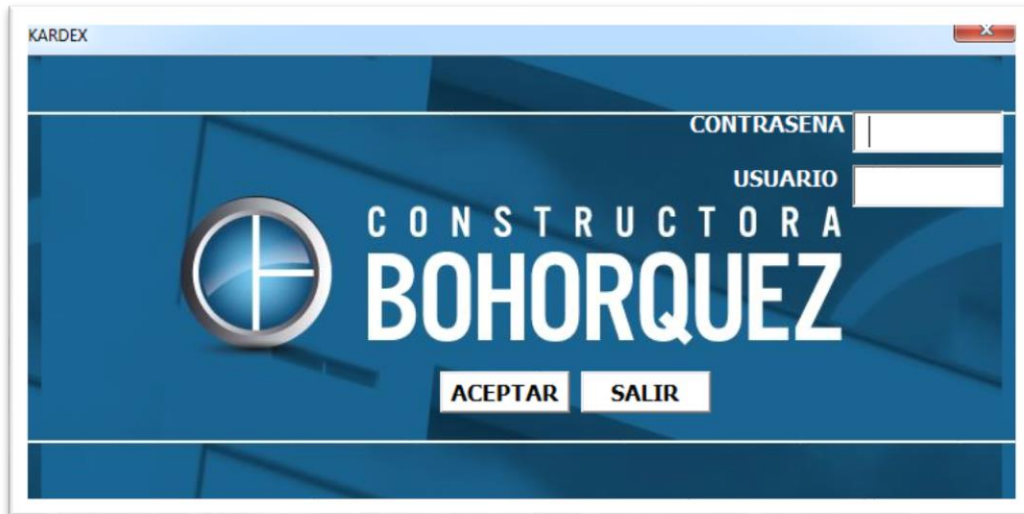 KARDEX
CONTRASENA
USUARIO
CONSTRUCTORA
BOHORQUEZ
ACEPTAR
SALIR